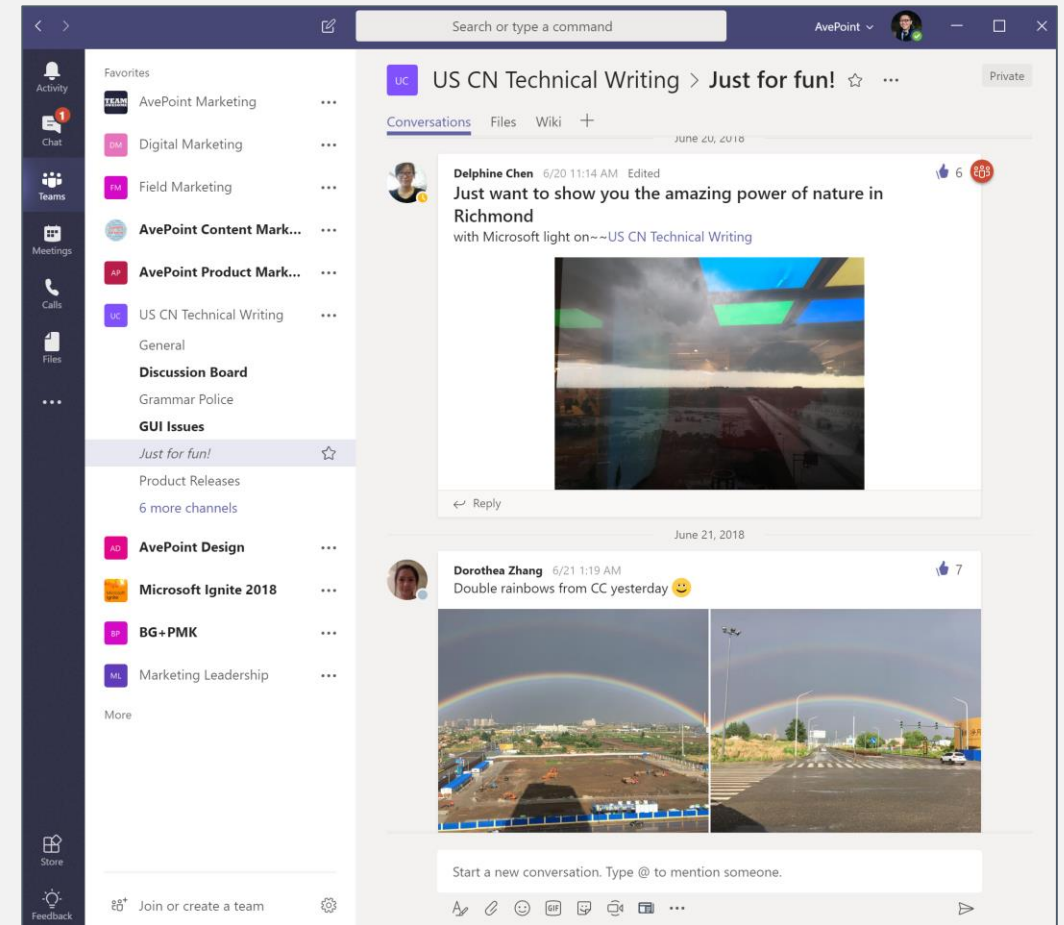 Search or type a command
AvePoint
Activity
1
Chat
Teams
Meetings
Calls
Files
Store
Feedback
Favorites
TEAM
AvePoint Marketing
DM Digital Marketing
FM Field Marketing
AvePoint Content Mark...
AP AvePoint Product Mark...
UC US CN Technical Writing
General
Discussion Board
Grammar Police
GUI Issues
Just for fun!
Product Releases
6 more channels
AD AvePoint Design
Microsoft Ignite 2018
BP BG+PMK
ML Marketing Leadership
More
Join or create a team
UC US CN Technical Writing > Just for fun!
Private
Conversations Files Wiki
June 20, 2018
Delphine Chen 6/20 11:14 AM Edited
6
Just want to show you the amazing power of nature in
Richmond
with Microsoft light on~~US CN Technical Writing
Reply
June 21, 2018
Dorothea Zhang 6/21 1:19 AM
7
Double rainbows from CC yesterday
Start a new conversation. Type @ to mention someone.
GIF